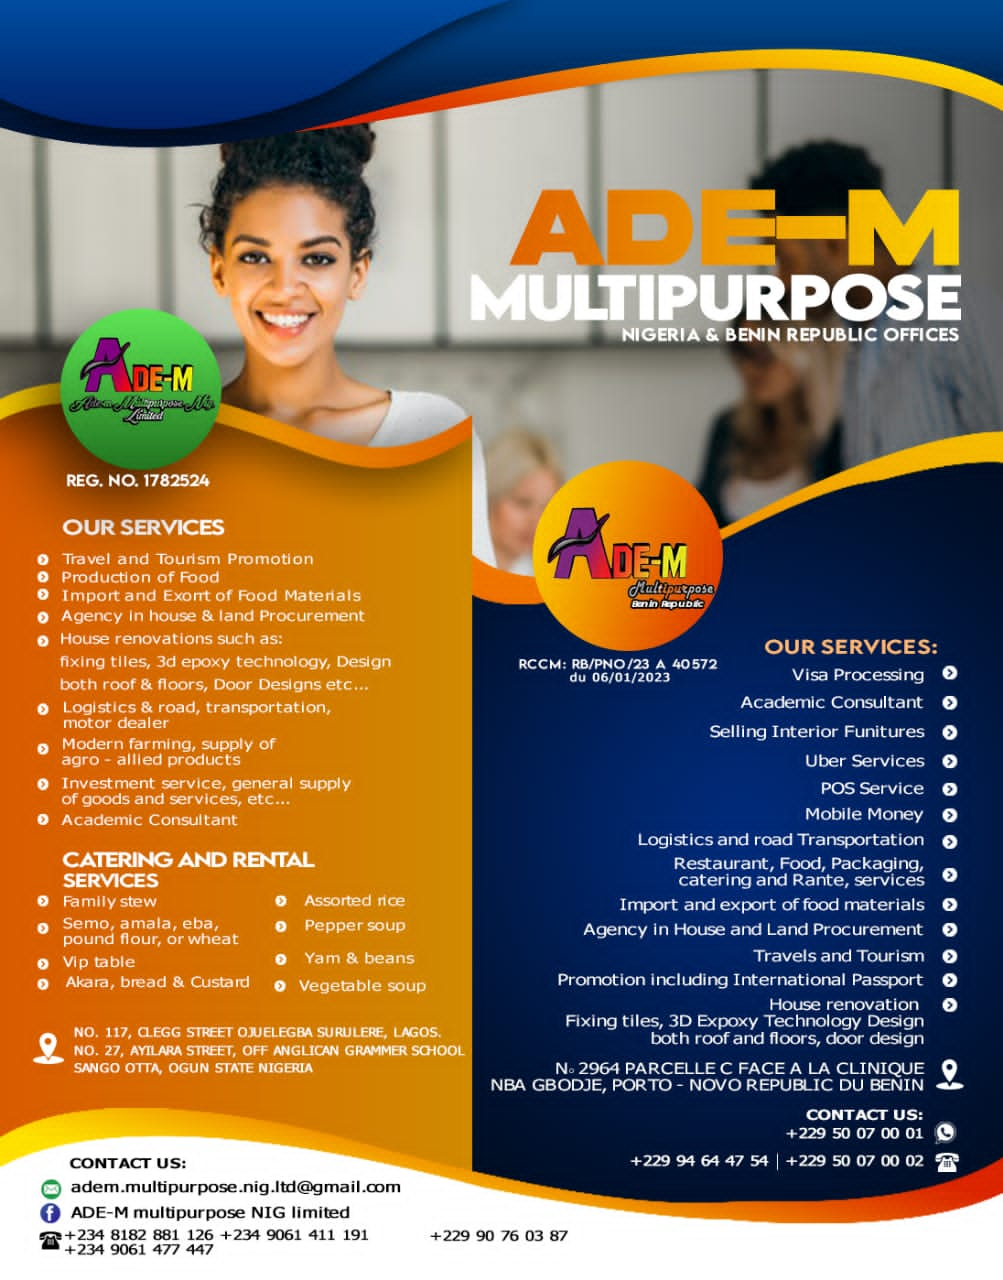 ADE-M
MULTIPURPOSE
NIGERIA & BENIN REPUBLIC OFFICES
ADE-M
Ade-m Multipurpose Nig
Limited
REG. NO. 1782524
OUR SERVICES
Travel and Tourism Promotion
Production of Food
Import and Exorrt of Food Materials
Agency in house & land Procurement
House renovations such as:
fixing tiles, 3d epoxy technology, Design
both roof & floors, Door Designs etc...
Logistics & road, transportation,
motor dealer
Modern farming, supply of
agro - allied products
Investment service, general supply
of goods and services, etc...
Academic Consultant
CATERING AND RENTAL
SERVICES
Family stew
Semo, amala, eba,
pound flour, or wheat
Vip table
Akara, bread & Custard
Assorted rice
Pepper soup
Yam & beans
Vegetable soup
NO. 117, CLEGG STREET OJUELEGBA SURULERE, LAGOS.
NO. 27, AYILARA STREET, OFF ANGLICAN GRAMMER SCHOOL
SANGO OTTA, OGUN STATE NIGERIA
CONTACT US:
adem.multipurpose.nig.ltd@gmail.com
ADE-M multipurpose NIG limited
+234 8182 881 126 +234 9061 411 191
+234 9061 477 447
+229 90 76 03 87
ADE-M
Multipurpose
Benin Republic
RCCM: RB/PNO/23 A 40572
du 06/01/2023
OUR SERVICES:
Visa Processing
Academic Consultant
Selling Interior Funitures
Uber Services
POS Service
Mobile Money
Logistics and road Transportation
Restaurant, Food, Packaging,
catering and Rante, services
Import and export of food materials
Agency in House and Land Procurement
Travels and Tourism
Promotion including International Passport
House renovation
Fixing tiles, 3D Expoxy Technology Design
both roof and floors, door design
No 2964 PARCELLE C FACE A LA CLINIQUE
NBA GBODJE, PORTO - NOVO REPUBLIC DU BENIN
CONTACT US:
+229 50 07 00 01
+229 94 64 47 54 | +229 50 07 00 02